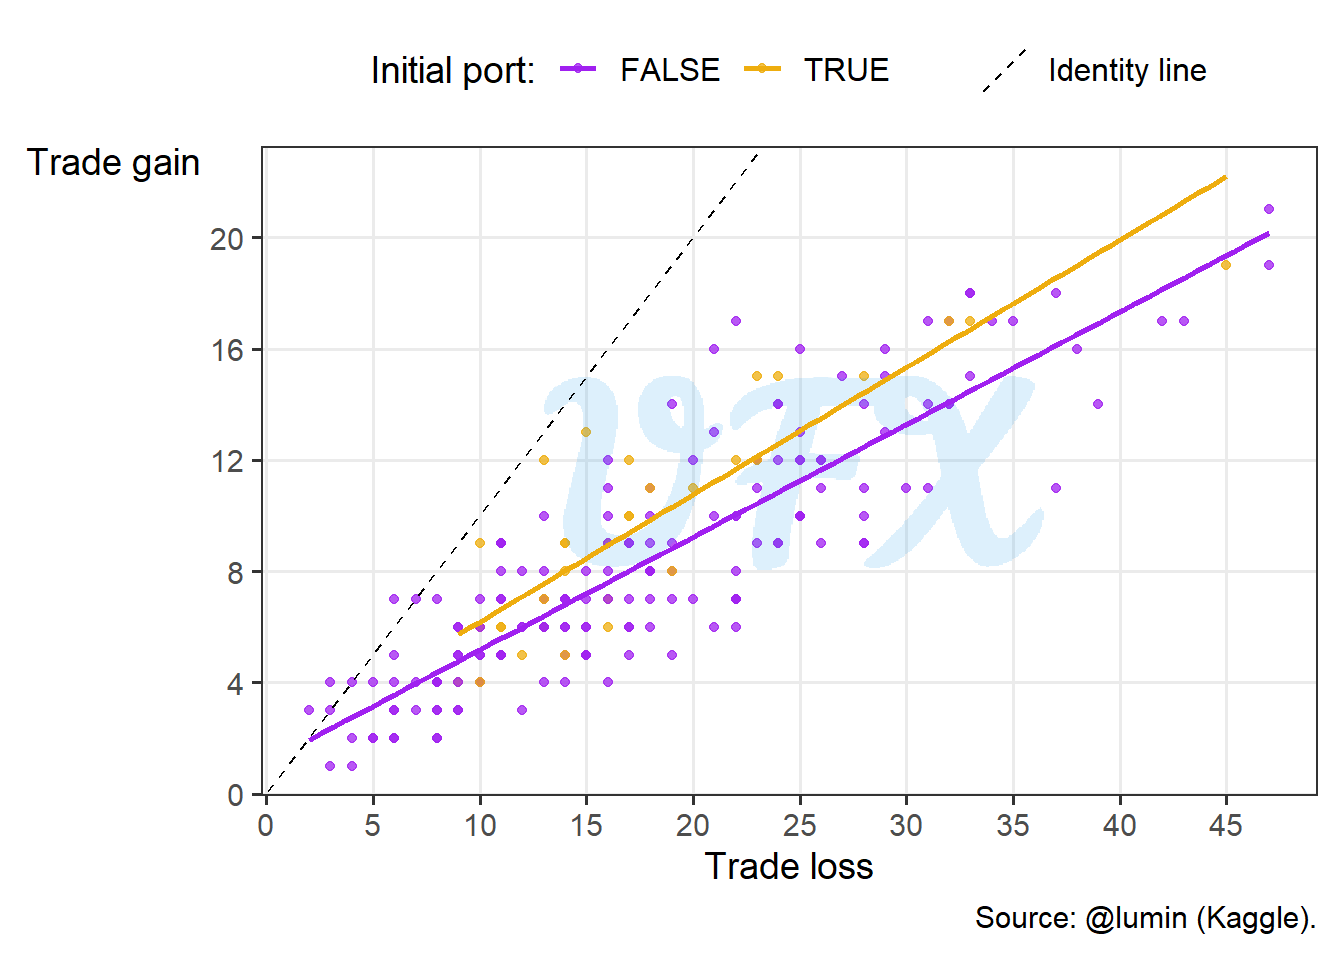 Initial port: FALSE TRUE Identity line
Trade gain
20
16
12
8
4
0
VFX
0 5 10 15 20 25 30 35 40 45
Trade loss
Source: @lumin (Kaggle).